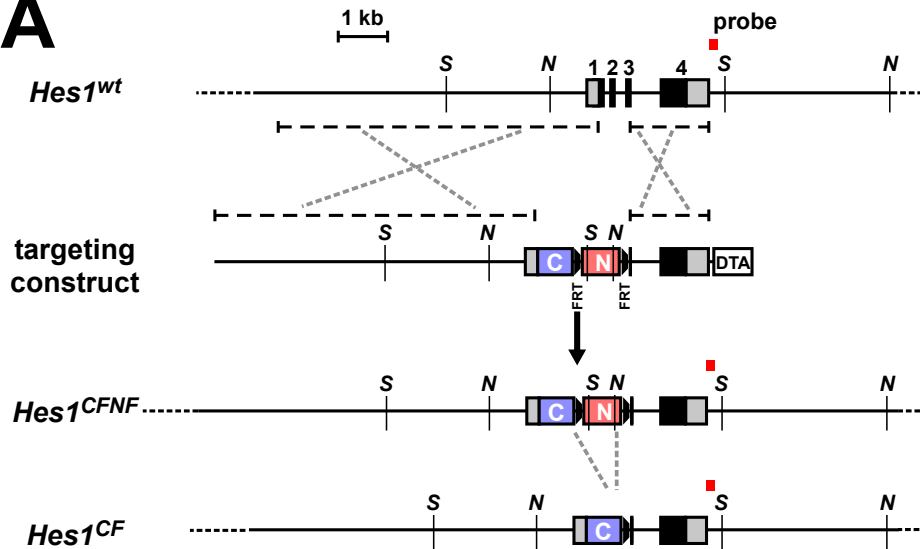 A
1 kb
probe
S N 1 2 3 4 S N
Hes1wt
S N S N
targeting
construct
C N DTA
FRT FRT
S N S N S N
Hes1CFNF
C N
S N S N
Hes1CF
C